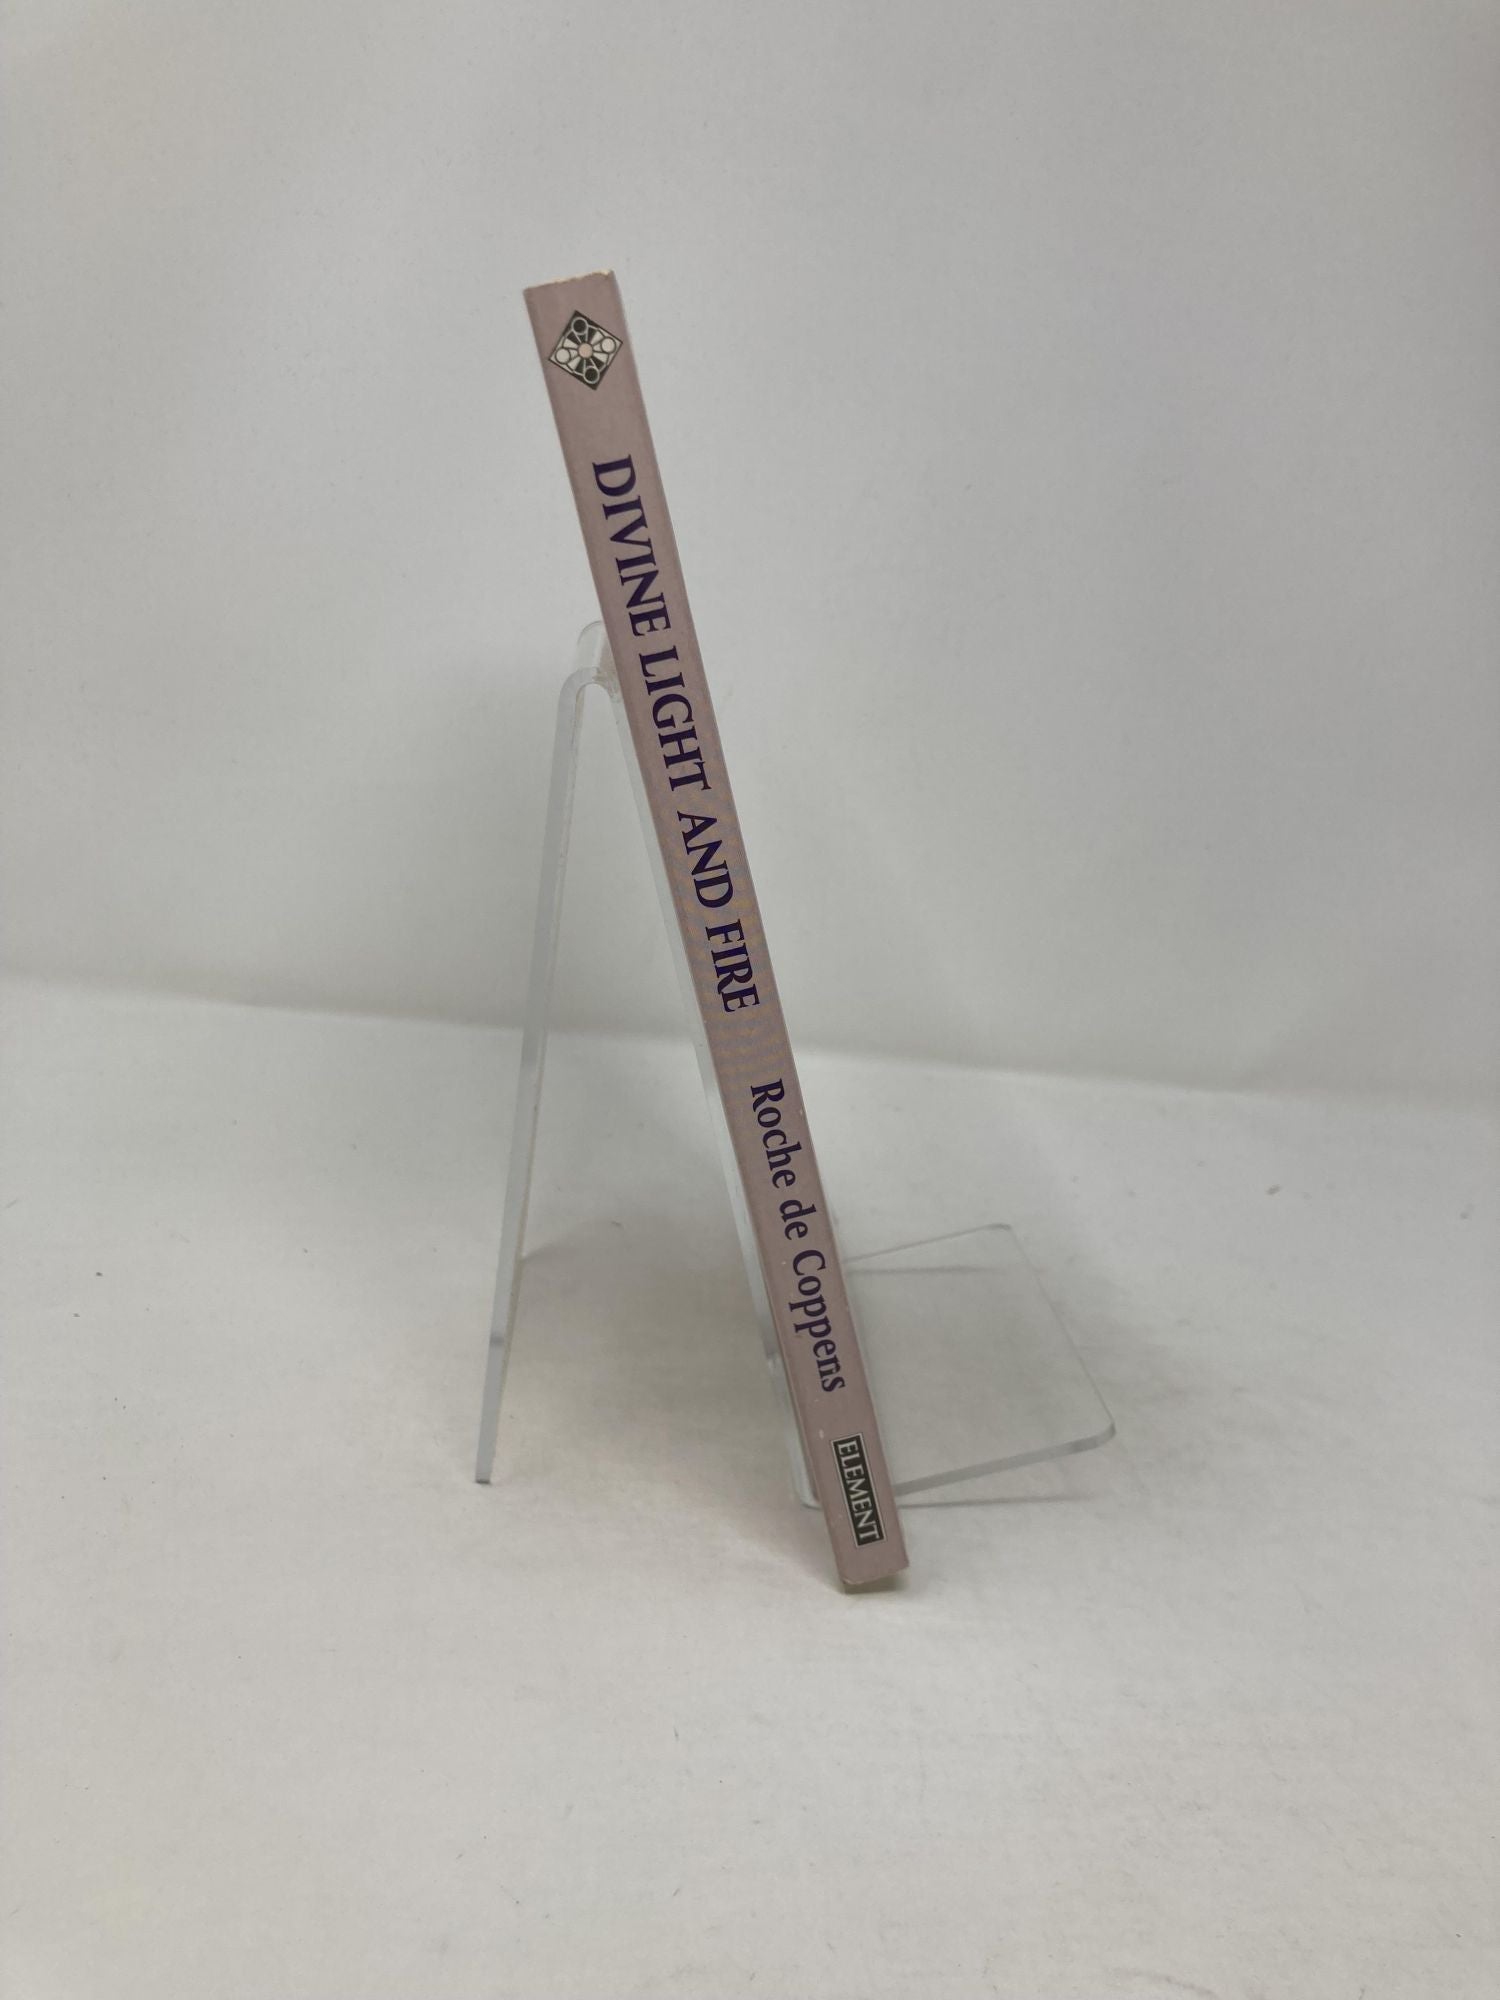 DIVINE LIGHT AND FIRE Roche de Coppens ELEMENT